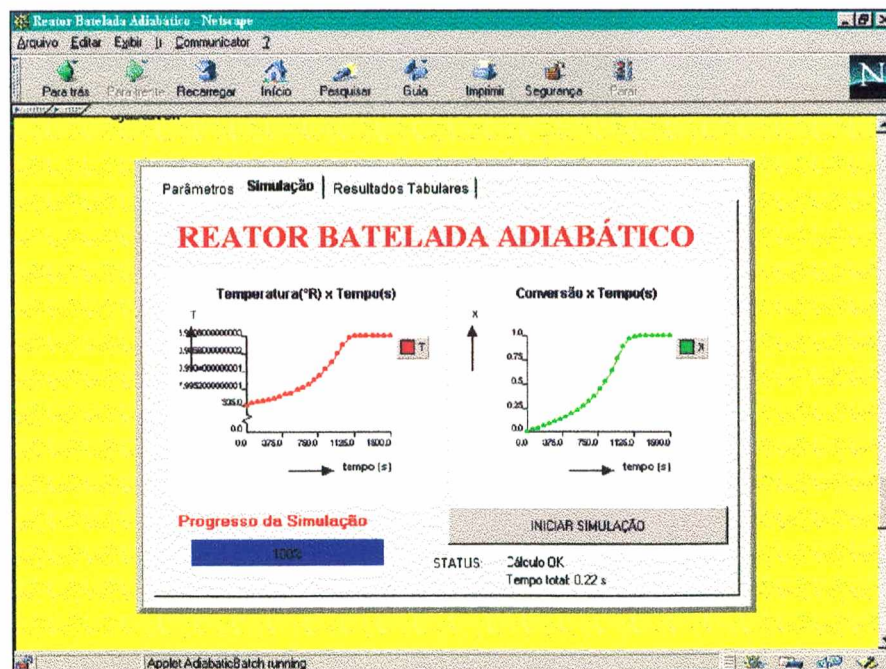 Reator Batelada Adiabático - Netscape
Arquivo Editar Exibir Ir Communicator ?
Para trás Para frente Recarregar Início Pesquisar Guia Imprimir Segurança Parar
Parâmetros Simulação Resultados Tabulares
REATOR BATELADA ADIABÁTICO
Temperatura(°R) x Tempo(s)
T
T
0.0
0.0 375.0 750.0 1125.0 1500.0
tempo (s)
Conversão x Tempo(s)
X
1.0
0.75
0.5
0.25
0.0
X
0.0 375.0 750.0 1125.0 1500.0
tempo (s)
Progresso da Simulação
100%
INICIAR SIMULAÇÃO
STATUS: Cálculo OK
Tempo total: 0.22 s
Applet AdiabaticBatch running